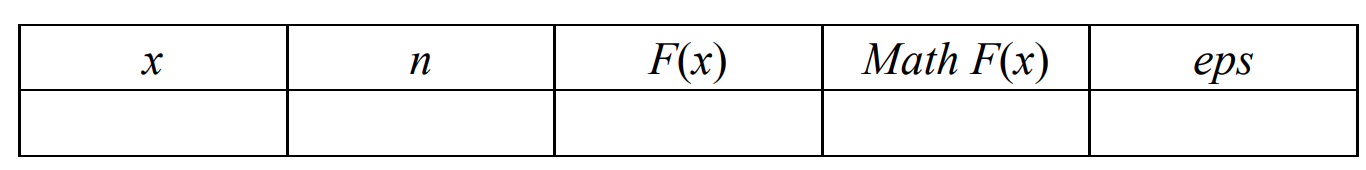 x n F(x) Math F(x) eps